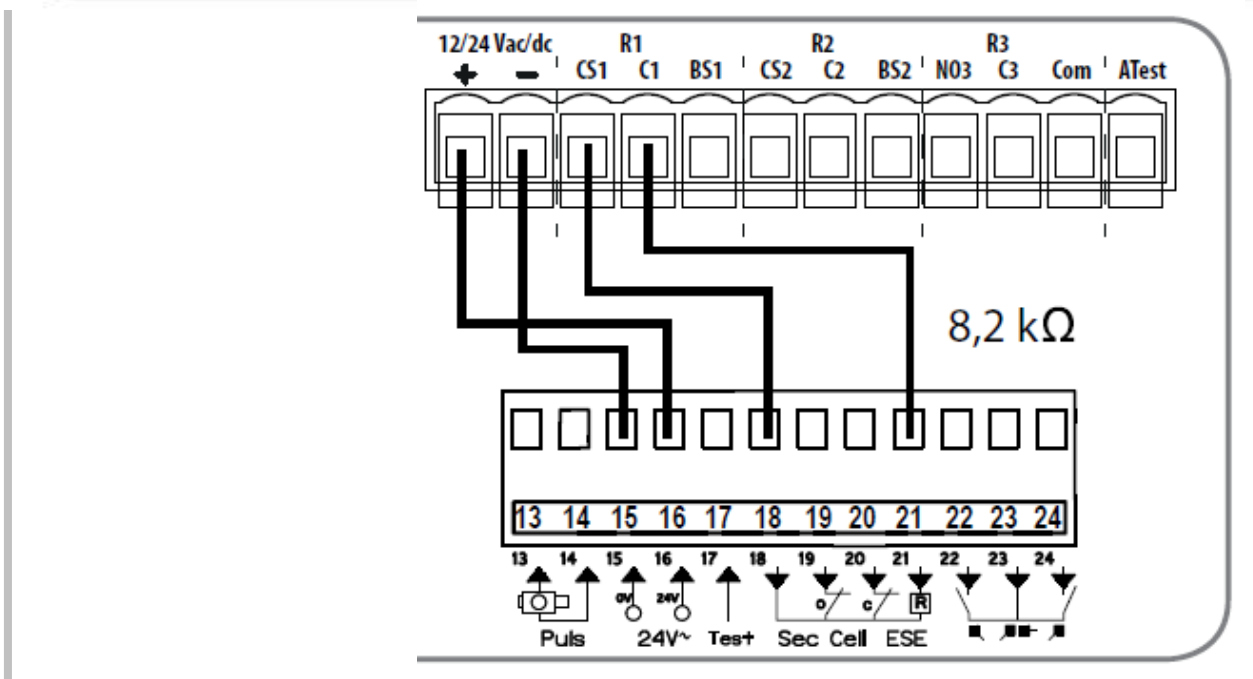 12/24 Vac/dc R1 R2 R3
+ − CS1 C1 BS1 CS2 C2 BS2 NO3 C3 Com ATest
8,2 kΩ
13 14 15 16 17 18 19 20 21 22 23 24
13 14 15 16 17 18 19 20 21 22 23 24
0V 24V o c R
Puls 24V~ Test Sec Cell ESE